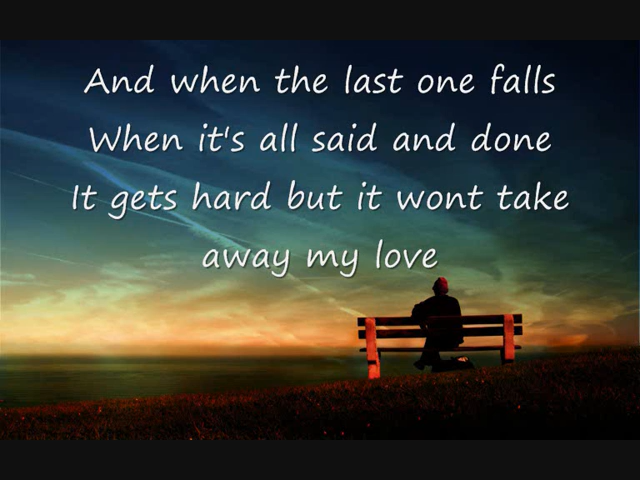 And when the last one falls
When it's all said and done
It gets hard but it wont take
away my love